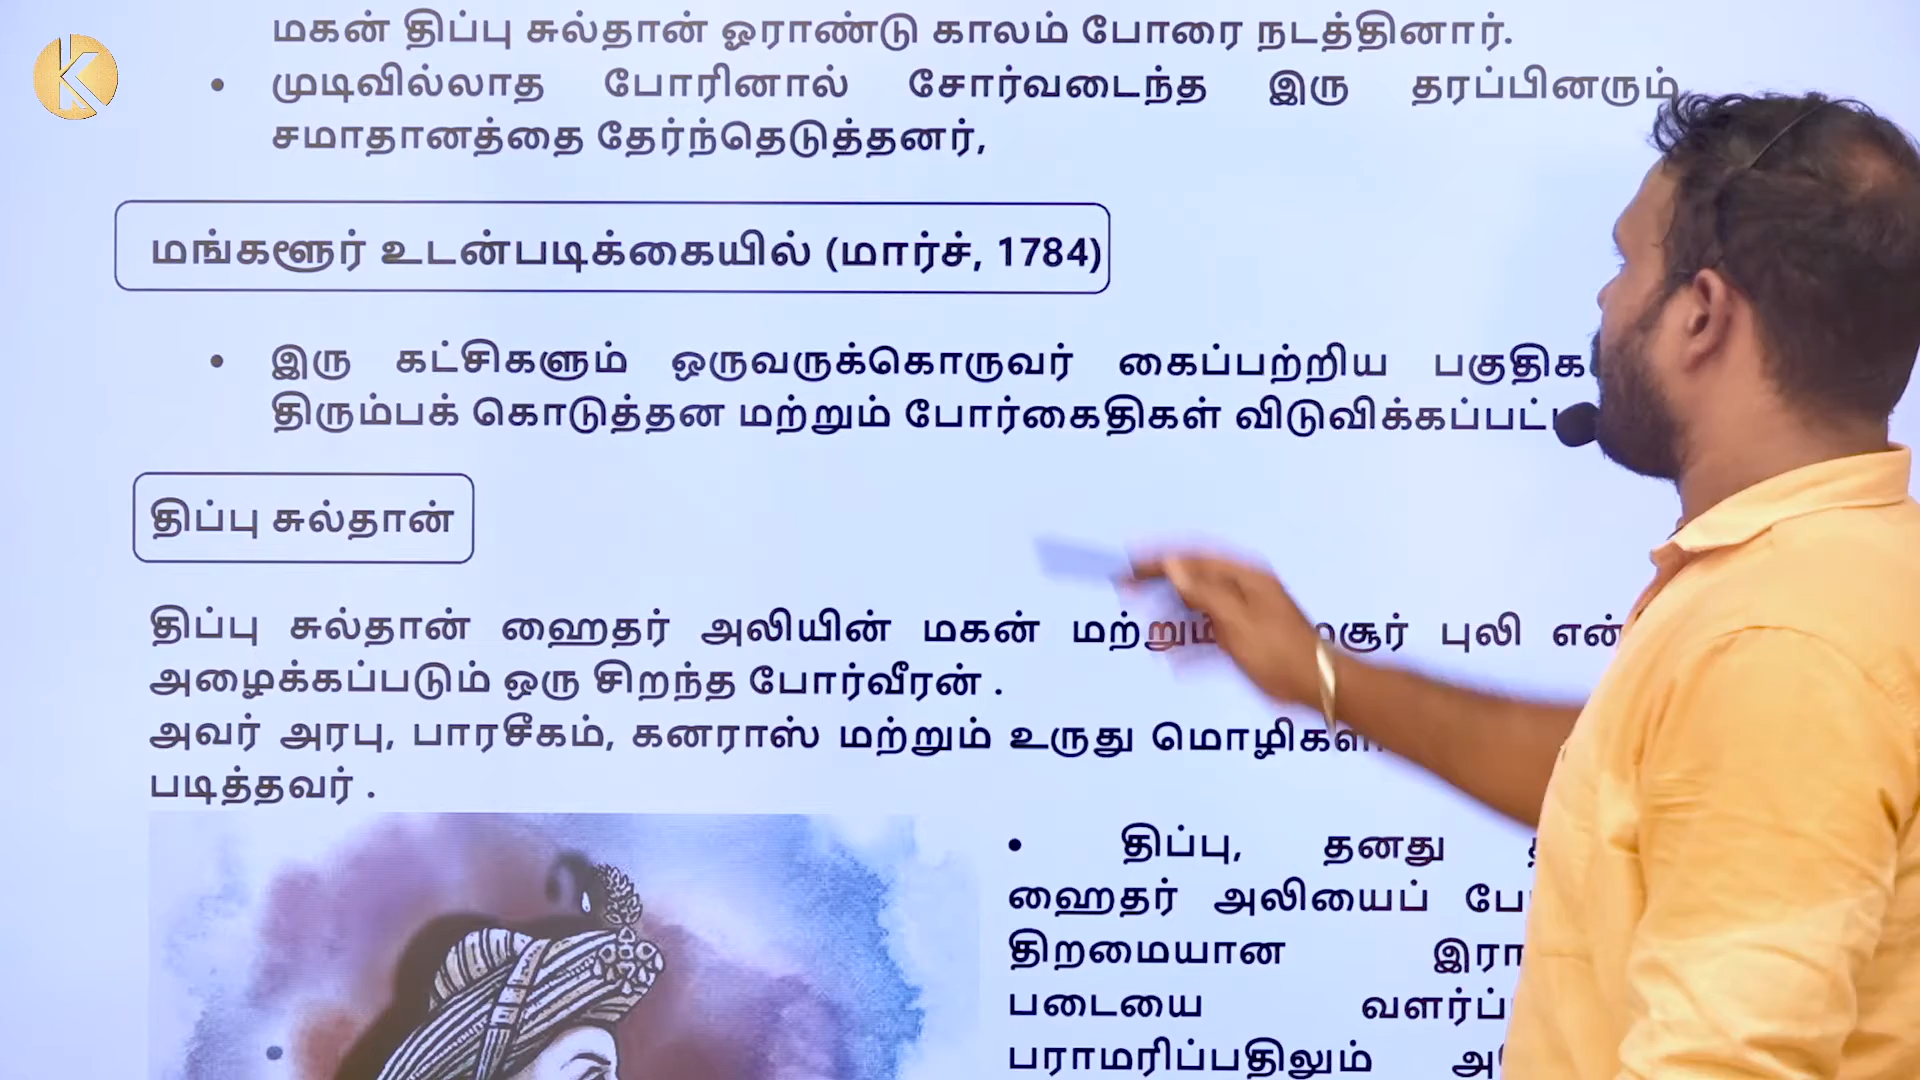 மகன் திப்பு சுல்தான் ஓராண்டு காலம் போரை நடத்தினார்.
• முடிவில்லாத போரினால் சோர்வடைந்த இரு தரப்பினரும்
சமாதானத்தை தேர்ந்தெடுத்தனர்,
மங்களூர் உடன்படிக்கையில் (மார்ச், 1784)
• இரு கட்சிகளும் ஒருவருக்கொருவர் கைப்பற்றிய
திரும்பக் கொடுத்தன மற்றும் போர்கைதிகள்
திப்பு சுல்தான்
திப்பு சுல்தான் ஹைதர் அலியின் மகன் மற்றும் புலி
அழைக்கப்படும் ஒரு சிறந்த போர்வீரன் .
அவர் அரபு, பாரசீகம், கனராஸ் மற்றும் உருது
படித்தவர் .
• திப்பு, தனது
ஹைதர் அலியைப்
திறமையான
படையை
பராமரிப்பதிலும்